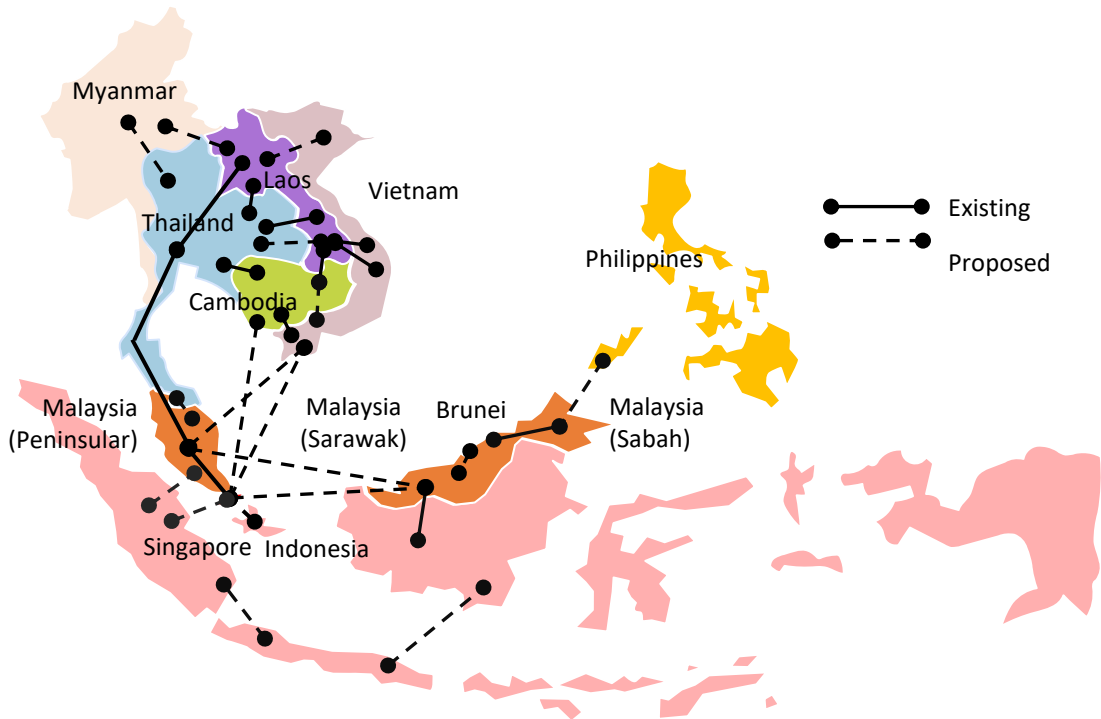 Myanmar
Laos
Vietnam
Thailand
Existing
Proposed
Philippines
Cambodia
Malaysia
(Peninsular)
Malaysia
(Sarawak)
Brunei
Malaysia
(Sabah)
Singapore
Indonesia